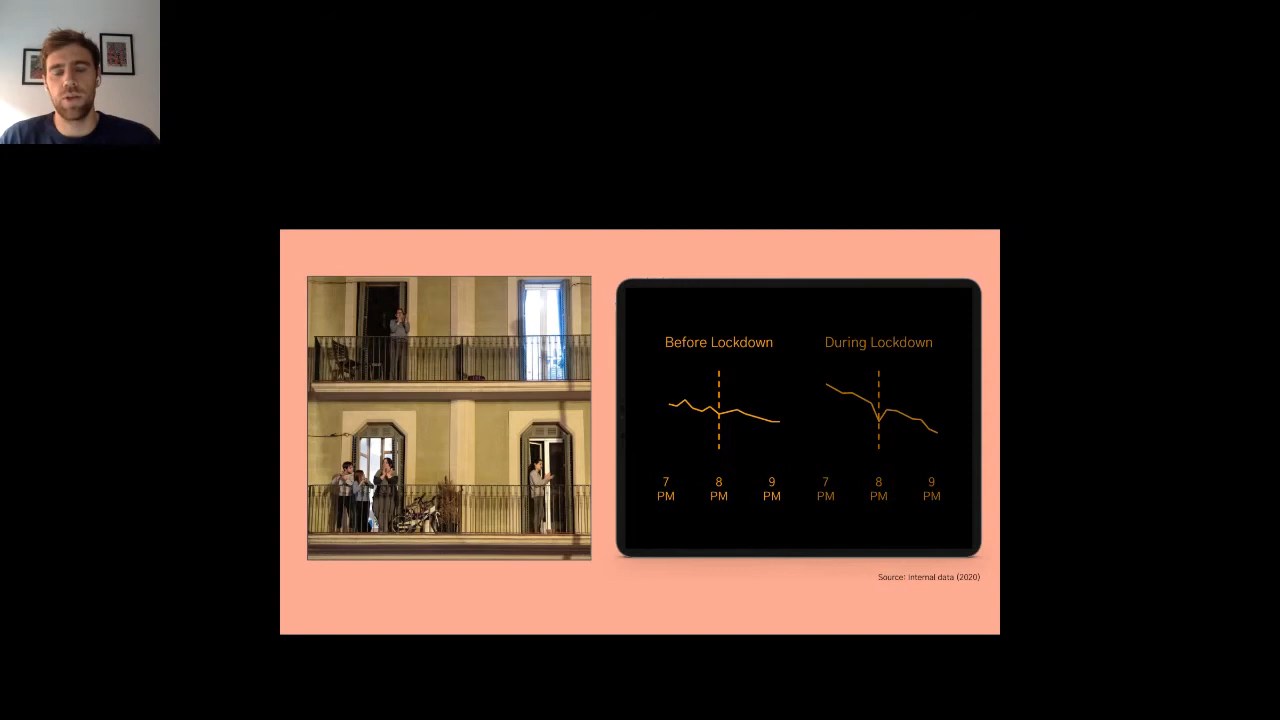 Before Lockdown
During Lockdown
7 PM
8 PM
9 PM
7 PM
8 PM
9 PM
Source: Internal data (2020)